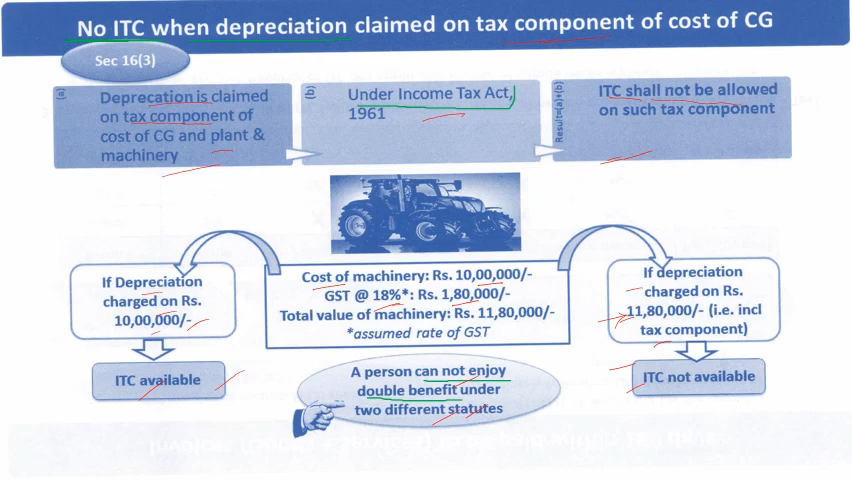 No ITC when depreciation claimed on tax component of cost of CG
Sec 16(3)
(a)
Deprecation is claimed
on tax component of
cost of CG and plant &
machinery
(b)
Under Income Tax Act,
1961
Result=(a)+(b)
ITC shall not be allowed
on such tax component
If Depreciation
charged on Rs.
10,00,000/-
ITC available
Cost of machinery: Rs. 10,00,000/-
GST @ 18%*: Rs. 1,80,000/-
Total value of machinery: Rs. 11,80,000/-
*assumed rate of GST
If depreciation
charged on Rs.
11,80,000/- (i.e. incl
tax component)
ITC not available
A person can not enjoy
double benefit under
two different statutes